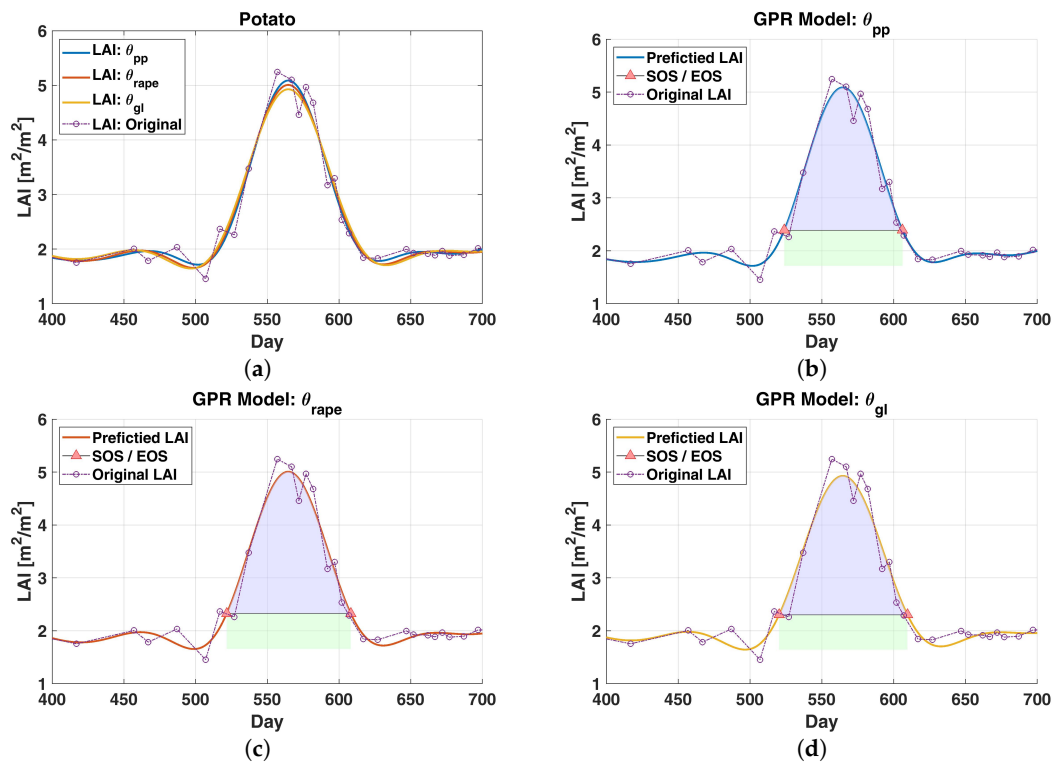 Potato
LAI: θpp
LAI: θrape
LAI: θgl
LAI: Original
LAI [m²/m²]
6
5
4
3
2
1
400 450 500 550 600 650 700
Day
(a)
GPR Model: θpp
Prefictied LAI
SOS / EOS
Original LAI
LAI [m²/m²]
6
5
4
3
2
1
400 450 500 550 600 650 700
Day
(b)
GPR Model: θrape
Prefictied LAI
SOS / EOS
Original LAI
LAI [m²/m²]
6
5
4
3
2
1
400 450 500 550 600 650 700
Day
(c)
GPR Model: θgl
Prefictied LAI
SOS / EOS
Original LAI
LAI [m²/m²]
6
5
4
3
2
1
400 450 500 550 600 650 700
Day
(d)